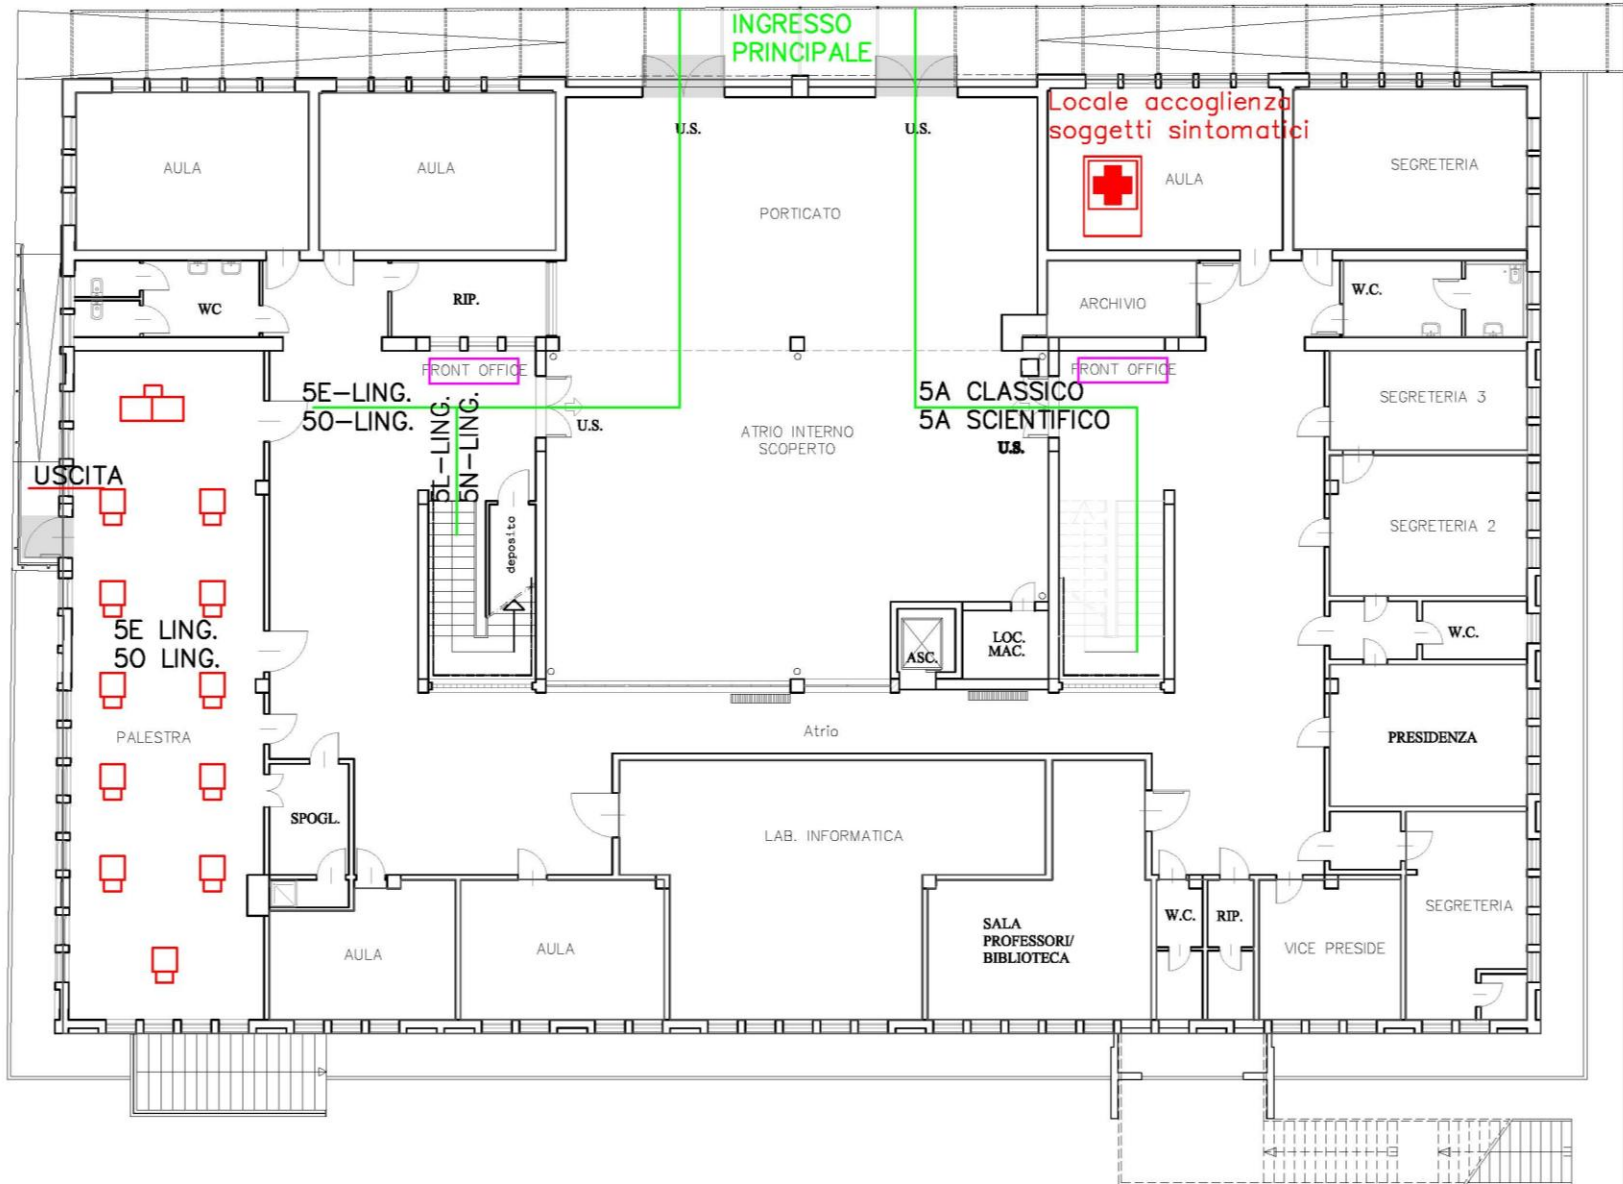 INGRESSO
PRINCIPALE
Locale accoglienza
soggetti sintomatici
U.S.
U.S.
AULA
AULA
AULA
SEGRETERIA
PORTICATO
WC
RIP.
ARCHIVIO
W.C.
FRONT OFFICE
FRONT OFFICE
5E-LING.
5O-LING.
5L-LING.
5N-LING.
U.S.
ATRIO INTERNO
SCOPERTO
5A CLASSICO
5A SCIENTIFICO
U.S.
SEGRETERIA 3
USCITA
deposito
SEGRETERIA 2
5E LING.
5O LING.
ASC.
LOC.
MAC.
W.C.
PALESTRA
Atrio
PRESIDENZA
SPOGL.
LAB. INFORMATICA
AULA
AULA
SALA
PROFESSORI/
BIBLIOTECA
W.C.
RIP.
VICE PRESIDE
SEGRETERIA